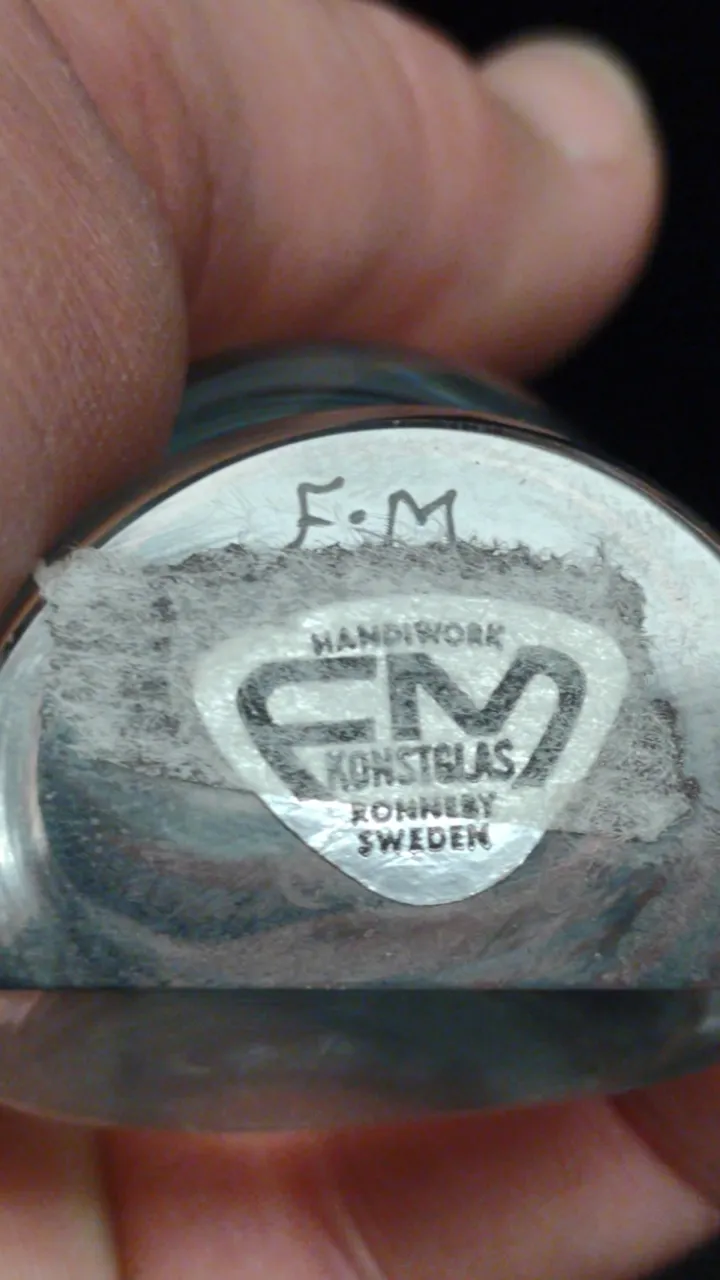 F.M
HANDIWORK
FM
KONSTGLAS
RONNEBY
SWEDEN